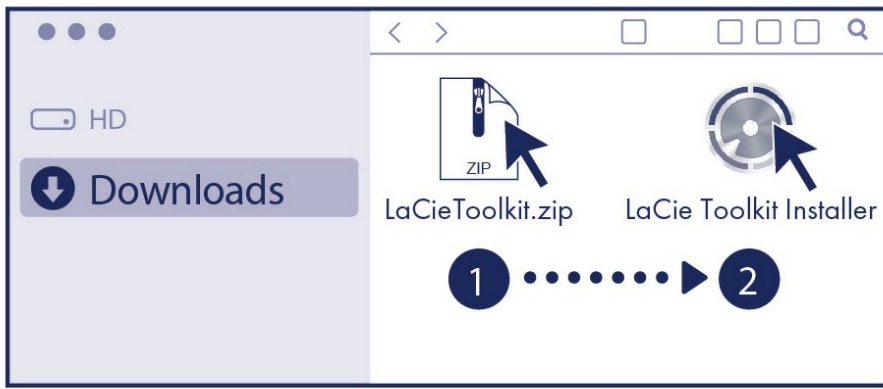 HD
Downloads
ZIP
LaCieToolkit.zip
LaCie Toolkit Installer
1
2